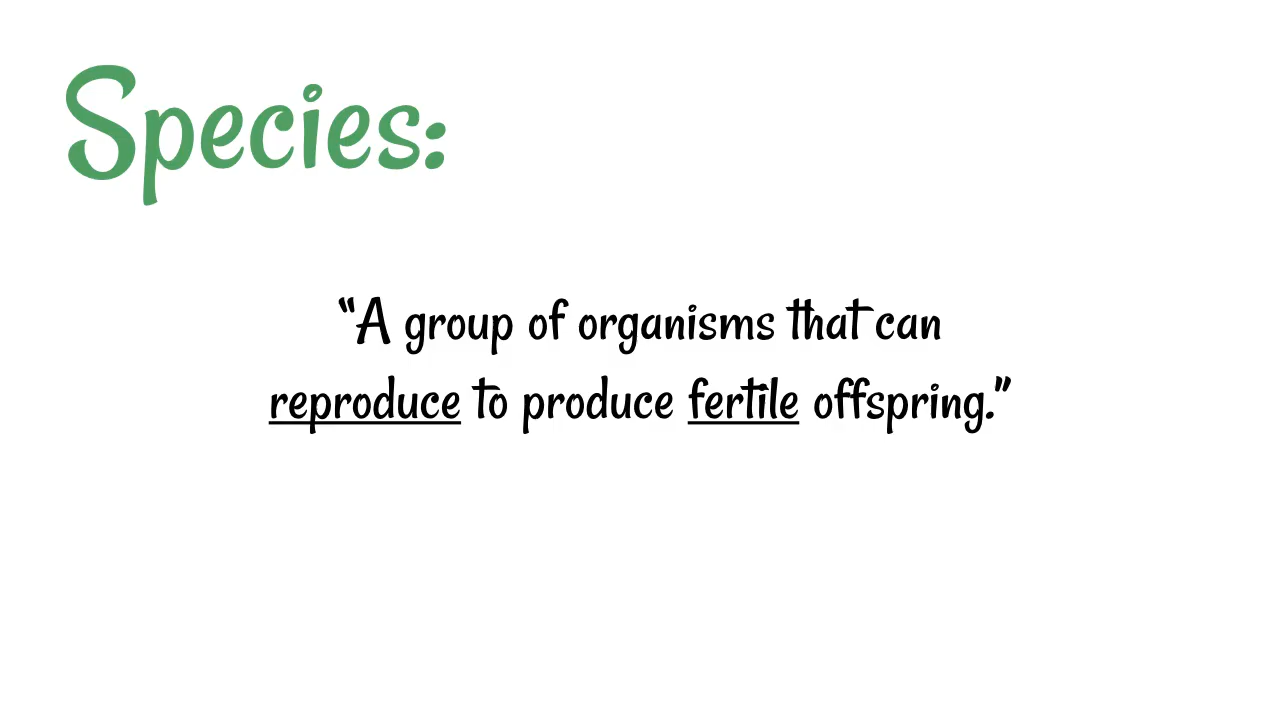 Species:
“A group of organisms that can
reproduce to produce fertile offspring.”